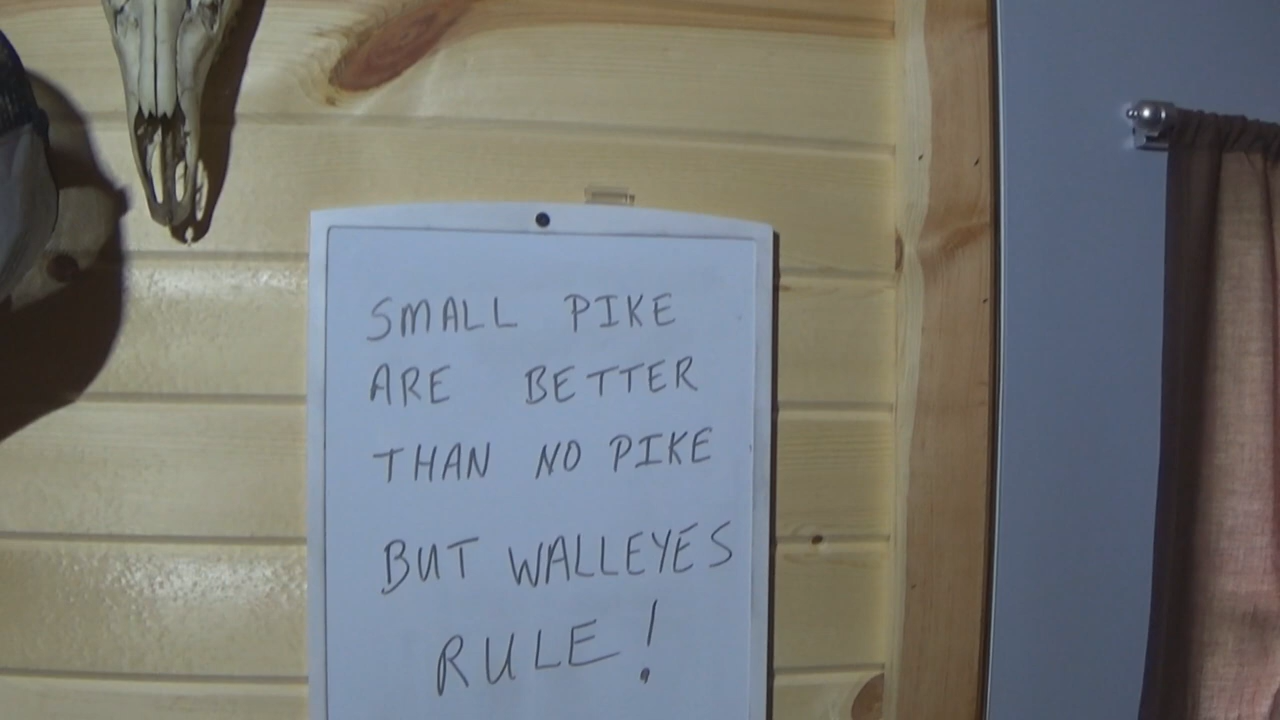 SMALL PIKE
ARE BETTER
THAN NO PIKE
BUT WALLEYES
RULE!